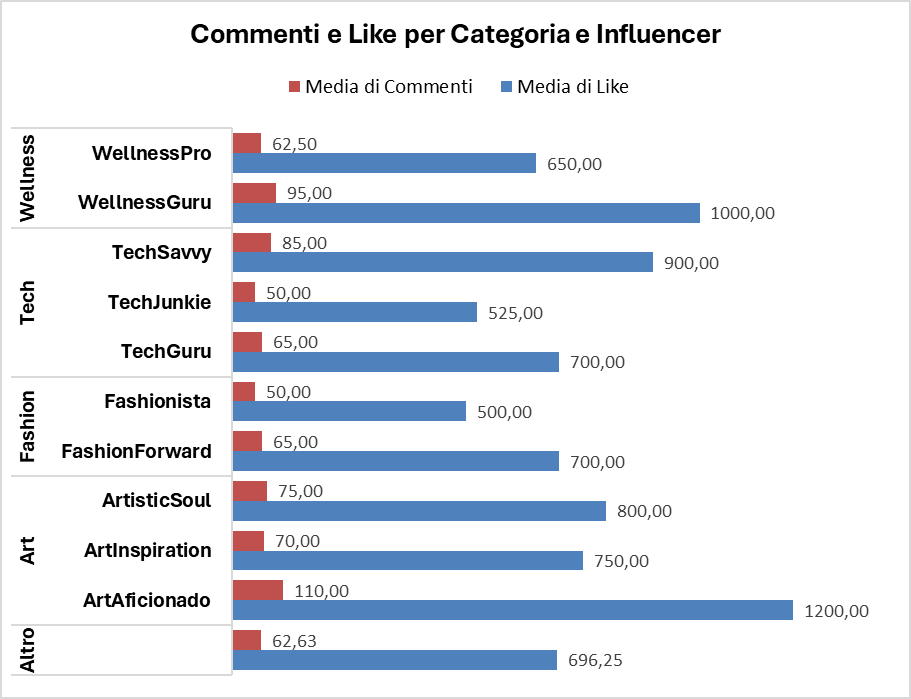 Commenti e Like per Categoria e Influencer
Media di Commenti Media di Like
Wellness
WellnessPro
62,50
650,00
WellnessGuru
95,00
1000,00
Tech
TechSavvy
85,00
900,00
TechJunkie
50,00
525,00
TechGuru
65,00
700,00
Fashion
Fashionista
50,00
500,00
FashionForward
65,00
700,00
Art
ArtisticSoul
75,00
800,00
ArtInspiration
70,00
750,00
ArtAficionado
110,00
1200,00
Altro
62,63
696,25